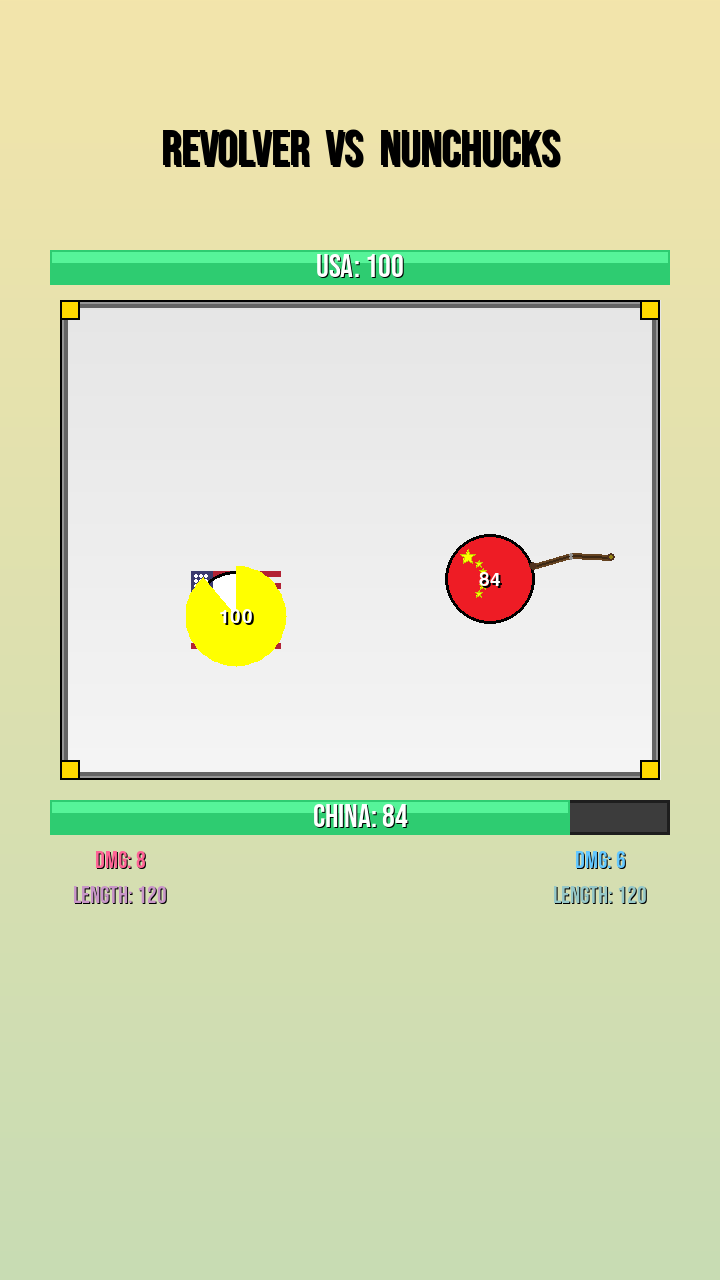 REVOLVER VS NUNCHUCKS
USA: 100
84
100
CHINA: 84
DMG: 8
DMG: 6
LENGTH: 120
LENGTH: 120